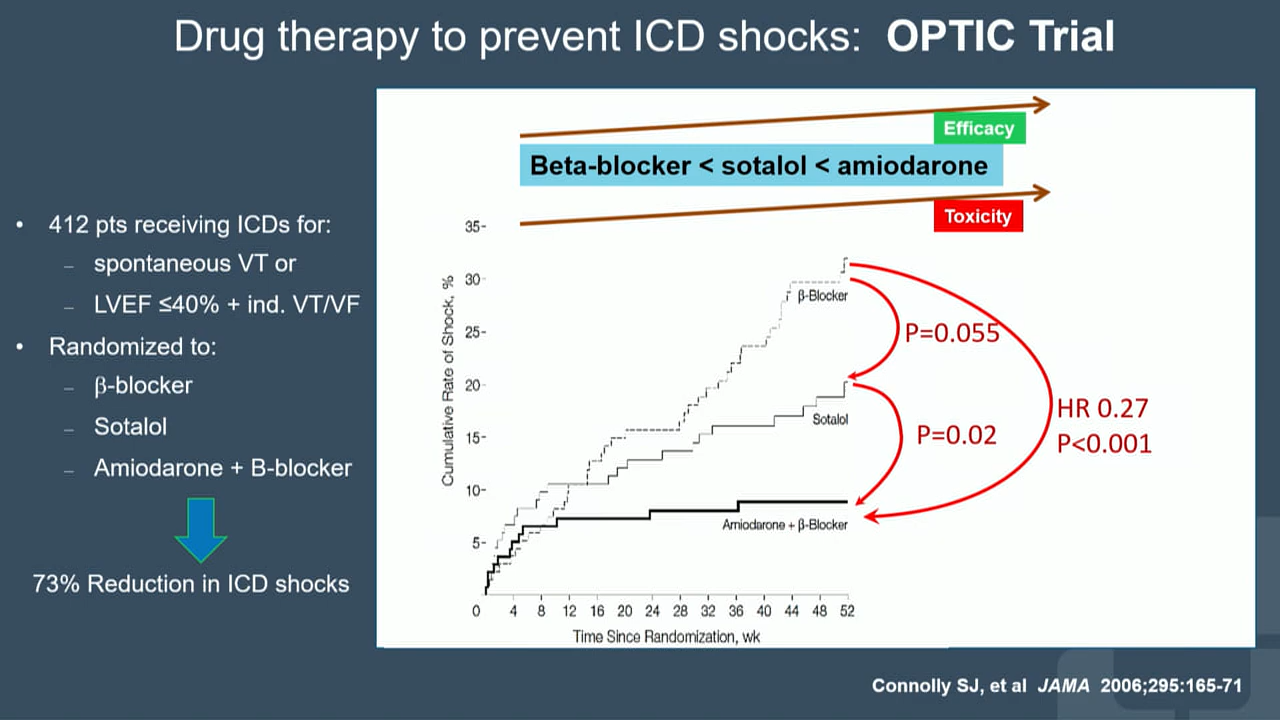 Drug therapy to prevent ICD shocks: OPTIC Trial
• 412 pts receiving ICDs for:
– spontaneous VT or
– LVEF ≤40% + ind. VT/VF
• Randomized to:
– β-blocker
– Sotalol
– Amiodarone + B-blocker
73% Reduction in ICD shocks
Efficacy
Beta-blocker < sotalol < amiodarone
Toxicity
Cumulative Rate of Shock, %
35-
30-
25-
20-
15-
10-
5-
0 4 8 12 16 20 24 28 32 36 40 44 48 52
Time Since Randomization, wk
β-Blocker
Sotalol
Amiodarone + β-Blocker
P=0.055
P=0.02
HR 0.27
P<0.001
Connolly SJ, et al JAMA 2006;295:165-71